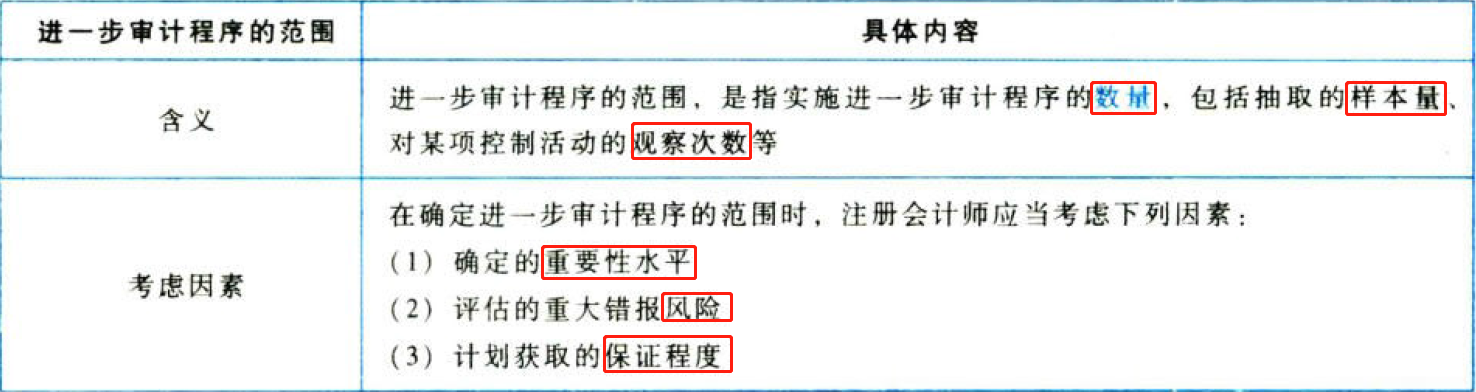 进一步审计程序的范围
具体内容
含义
进一步审计程序的范围，是指实施进一步审计程序的数量，包括抽取的样本量、
对某项控制活动的观察次数等
考虑因素
在确定进一步审计程序的范围时，注册会计师应当考虑下列因素：
（1）确定的重要性水平
（2）评估的重大错报风险
（3）计划获取的保证程度